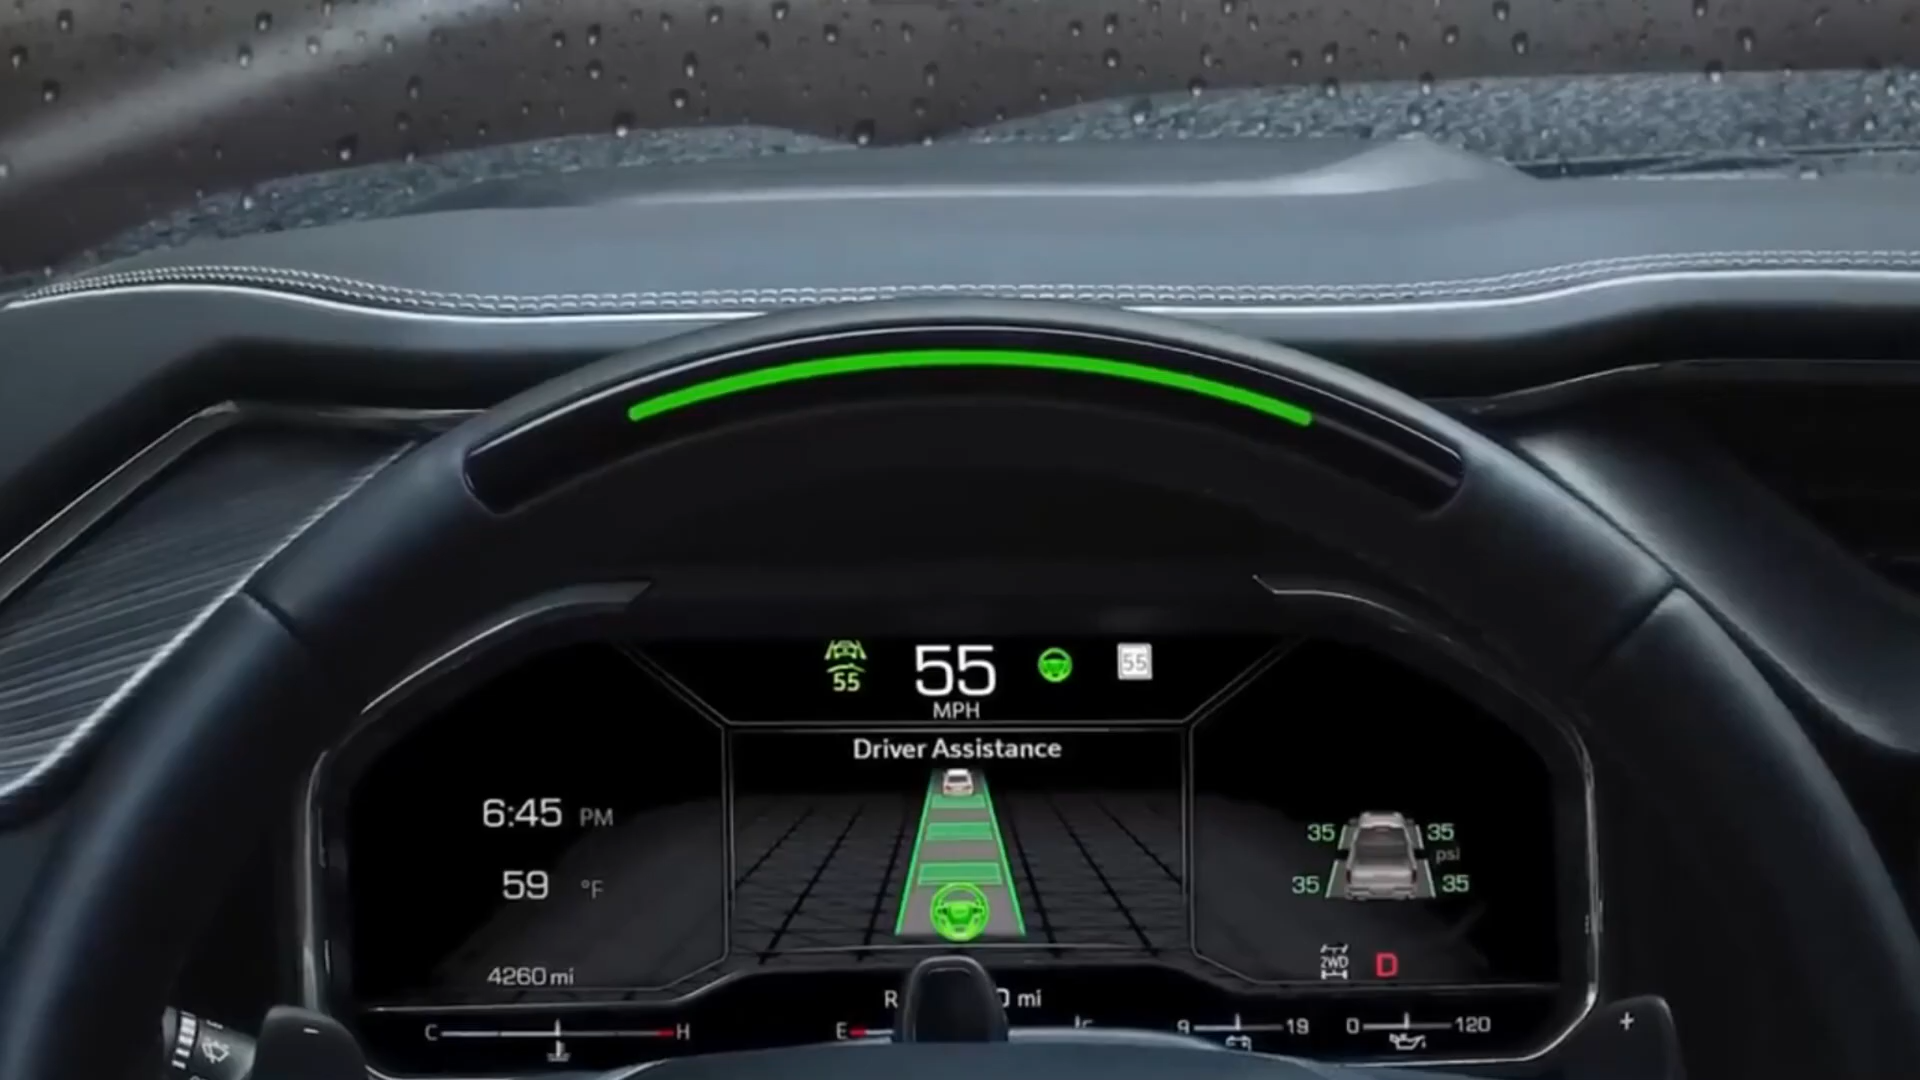 55
55
MPH
55
Driver Assistance
6:45 PM
59 °F
4260 mi
35
35
psi
35
35
2WD
D
mi
C
H
E
9
19
0
120
-
+